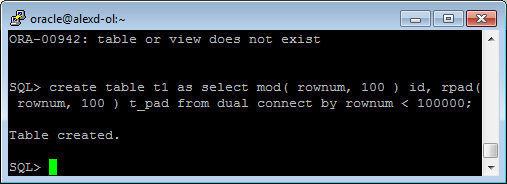 oracle@alexd-ol:~
ORA-00942: table or view does not exist
SQL> create table t1 as select mod( rownum, 100 ) id, rpad(
rownum, 100 ) t_pad from dual connect by rownum < 100000;
Table created.
SQL>